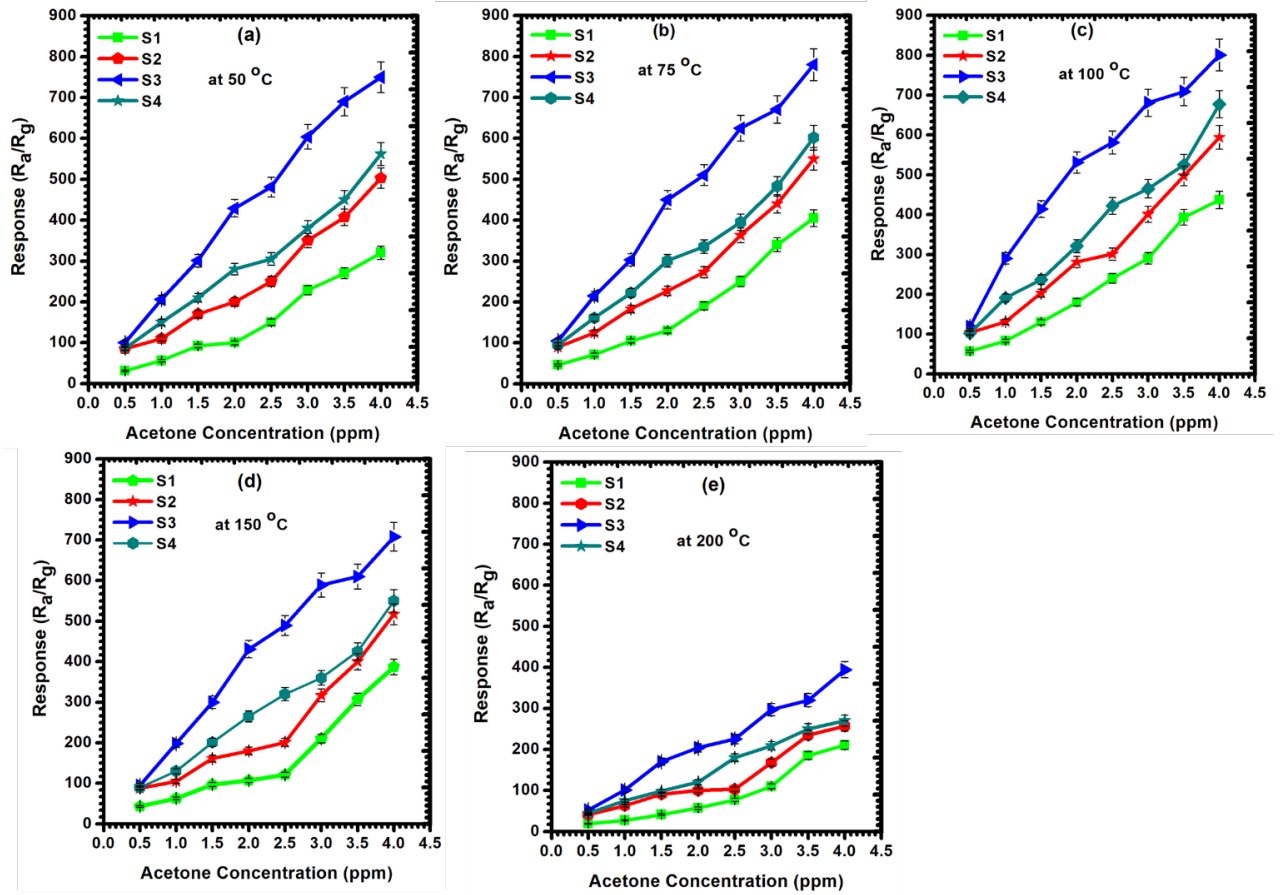 (a)
at 50 °C
S1
S2
S3
S4
900
800
700
600
500
400
300
200
100
0
0.0 0.5 1.0 1.5 2.0 2.5 3.0 3.5 4.0 4.5
Response (Ra/Rg)
Acetone Concentration (ppm)
(b)
at 75 °C
S1
S2
S3
S4
900
800
700
600
500
400
300
200
100
0
0.0 0.5 1.0 1.5 2.0 2.5 3.0 3.5 4.0 4.5
Response (Ra/Rg)
Acetone Concentration (ppm)
(c)
at 100 °C
S1
S2
S3
S4
900
800
700
600
500
400
300
200
100
0
0.0 0.5 1.0 1.5 2.0 2.5 3.0 3.5 4.0 4.5
Response (Ra/Rg)
Acetone Concentration (ppm)
(d)
at 150 °C
S1
S2
S3
S4
900
800
700
600
500
400
300
200
100
0
0.0 0.5 1.0 1.5 2.0 2.5 3.0 3.5 4.0 4.5
Response (Ra/Rg)
Acetone Concentration (ppm)
(e)
at 200 °C
S1
S2
S3
S4
900
800
700
600
500
400
300
200
100
0
0.0 0.5 1.0 1.5 2.0 2.5 3.0 3.5 4.0 4.5
Response (Ra/Rg)
Acetone Concentration (ppm)